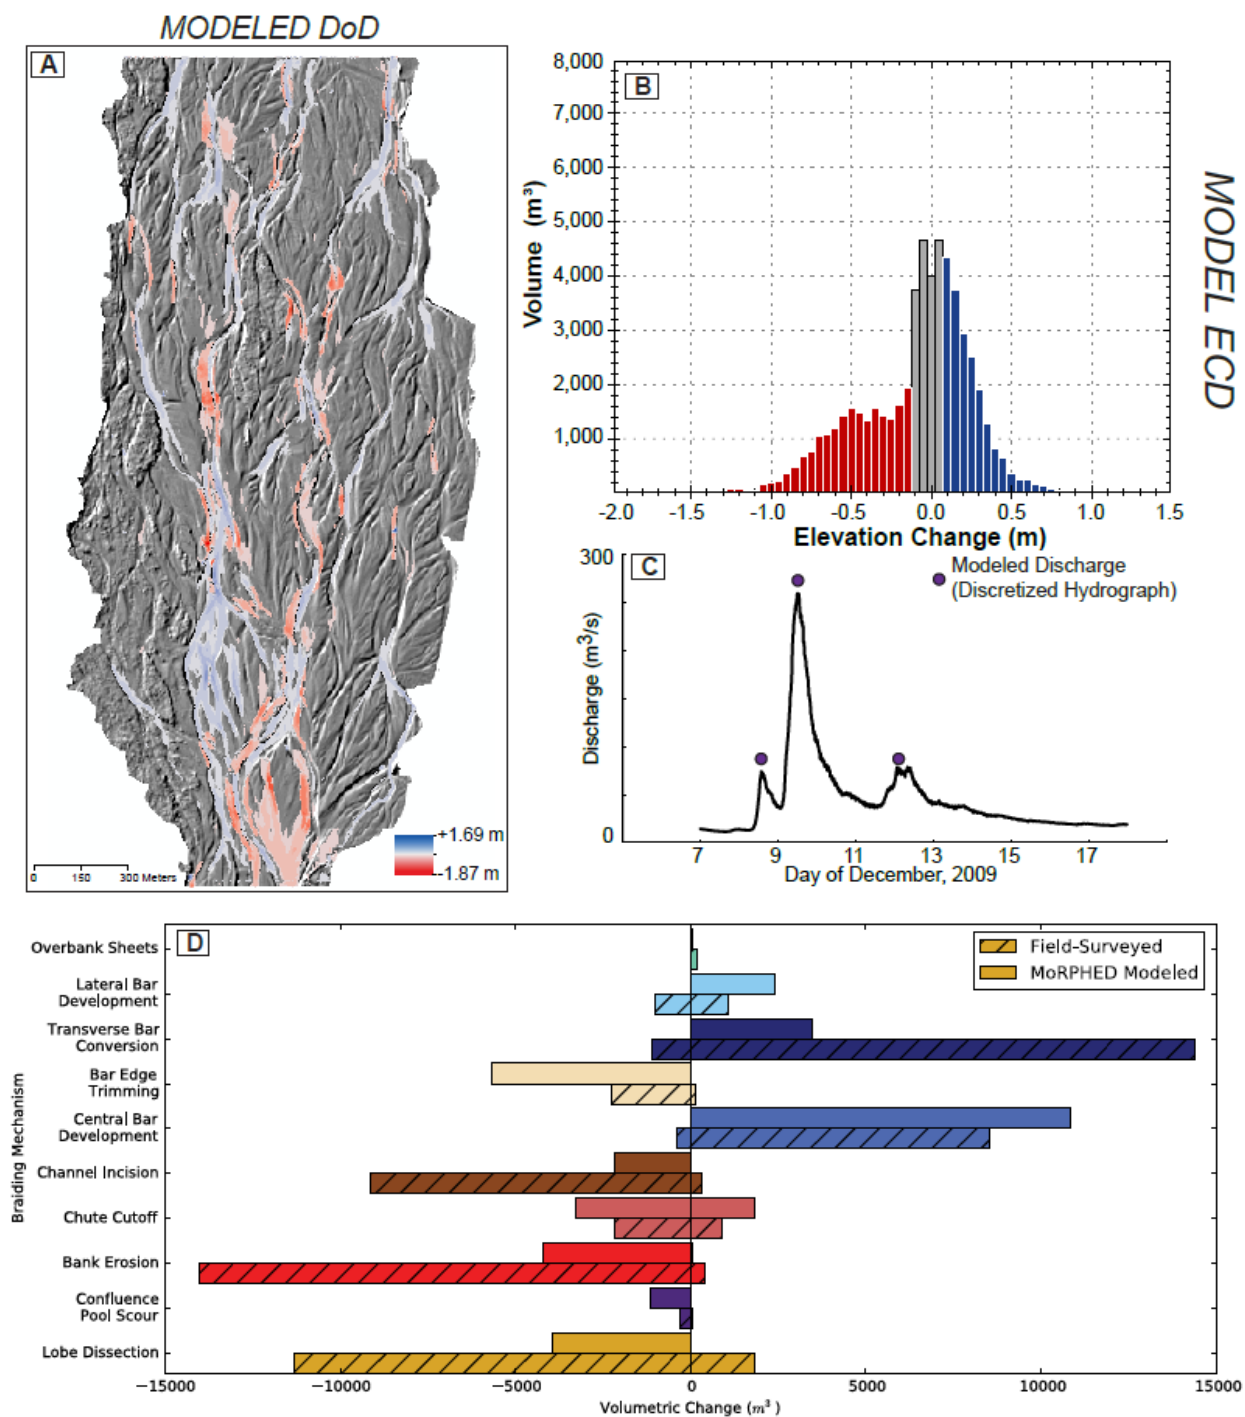 MODELED DoD
A
+1.69 m
-1.87 m
0 150 300 Meters
B
8,000
7,000
6,000
5,000
4,000
3,000
2,000
1,000
Volume (m³)
-2.0 -1.5 -1.0 -0.5 0.0 0.5 1.0 1.5
Elevation Change (m)
MODEL ECD
C
300
0
Discharge (m³/s)
Modeled Discharge
(Discretized Hydrograph)
7 9 11 13 15 17
Day of December, 2009
D
Field-Surveyed
MoRPHED Modeled
Braiding Mechanism
Overbank Sheets
Lateral Bar
Development
Transverse Bar
Conversion
Bar Edge
Trimming
Central Bar
Development
Channel Incision
Chute Cutoff
Bank Erosion
Confluence
Pool Scour
Lobe Dissection
−15000 −10000 −5000 0 5000 10000 15000
Volumetric Change (m³)